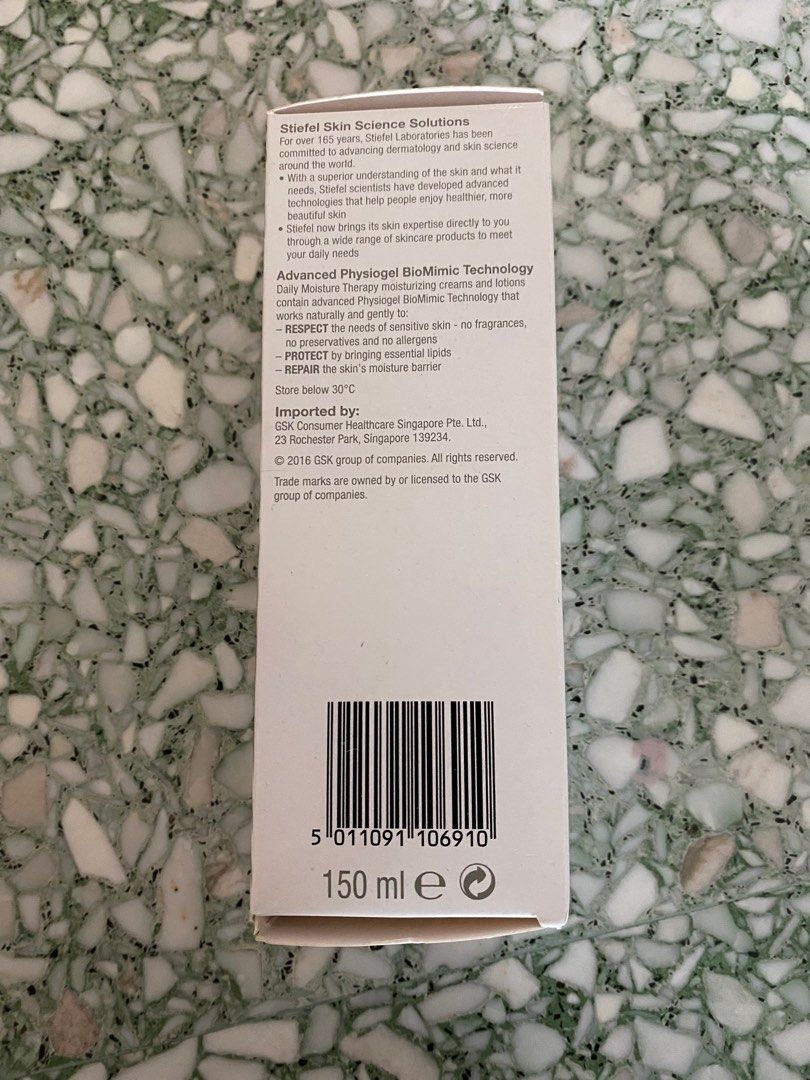 Stiefel Skin Science Solutions
For over 165 years, Stiefel Laboratories has been
committed to advancing dermatology and skin science
around the world.
• With a superior understanding of the skin and what it
needs, Stiefel scientists have developed advanced
technologies that help people enjoy healthier, more
beautiful skin
• Stiefel now brings its skin expertise directly to you
through a wide range of skincare products to meet
your daily needs
Advanced Physiogel BioMimic Technology
Daily Moisture Therapy moisturizing creams and lotions
contain advanced Physiogel BioMimic Technology that
works naturally and gently to:
– RESPECT the needs of sensitive skin - no fragrances,
no preservatives and no allergens
– PROTECT by bringing essential lipids
– REPAIR the skin's moisture barrier
Store below 30°C
Imported by:
GSK Consumer Healthcare Singapore Pte. Ltd.,
23 Rochester Park, Singapore 139234.
© 2016 GSK group of companies. All rights reserved.
Trade marks are owned by or licensed to the GSK
group of companies.
5 011091 106910
150 ml e